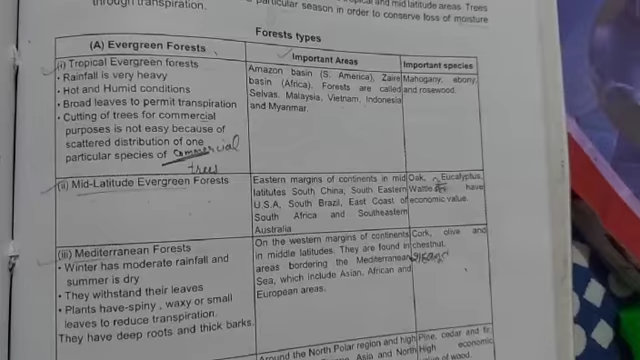 through transpiration.
particular season in order to conserve loss of moisture
and mid latitude areas. Trees
Forests types
(A) Evergreen Forests
Important Areas
Important species
(i) Tropical Evergreen forests
• Rainfall is very heavy
• Hot and Humid conditions
• Broad leaves to permit transpiration
• Cutting of trees for commercial
purposes is not easy because of
scattered distribution of one
particular species of commercial
trees
Amazon basin (S. America), Zaire
basin (Africa). Forests are called
Selvas, Malaysia, Vietnam, Indonesia
and Myanmar.
Mahogany, ebony
and rosewood.
(ii) Mid-Latitude Evergreen Forests
Eastern margins of continents in mid
latitutes South China, South Eastern
U.S.A, South Brazil, East Coast of
South Africa and Southeastern
Australia
Oak, Eucalyptus,
Wattle have
economic value.
(iii) Mediterranean Forests
• Winter has moderate rainfall and
summer is dry
• They withstand their leaves
• Plants have-spiny, waxy or small
leaves to reduce transpiration.
They have deep roots and thick barks.
On the western margins of continents
in middle latitudes. They are found in
areas bordering the Mediterranean
Sea, which include Asian, African and
European areas.
Cork, olive and
chestnut.
Around the North Polar region and high
Asia and North
Pine, cedar and fir.
High economic
value of wood.